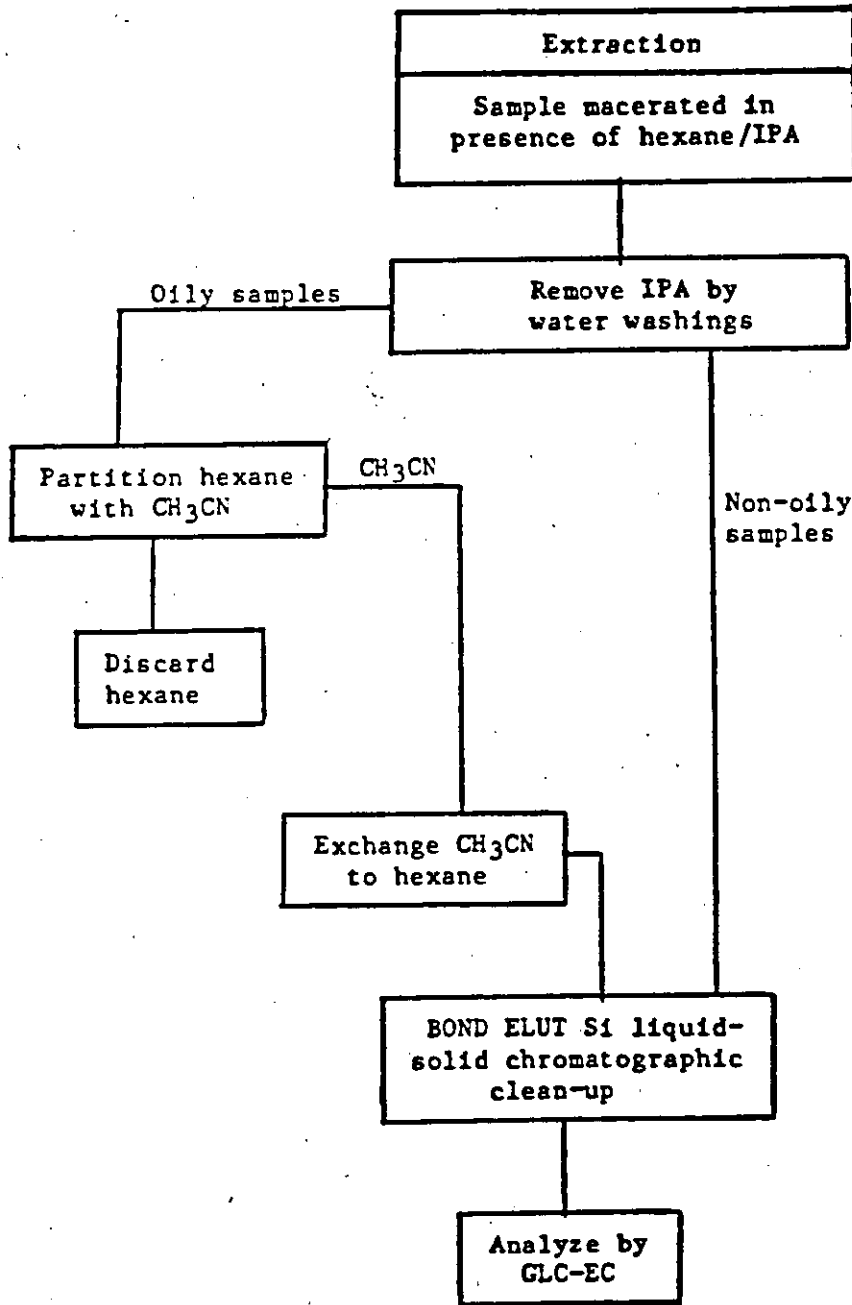 Extraction
Sample macerated in
presence of hexane/IPA
Remove IPA by
water washings
Oily samples
Partition hexane
with CH3CN
CH3CN
Non-oily
samples
Discard
hexane
Exchange CH3CN
to hexane
BOND ELUT Si liquid-
solid chromatographic
clean-up
Analyze by
GLC-EC